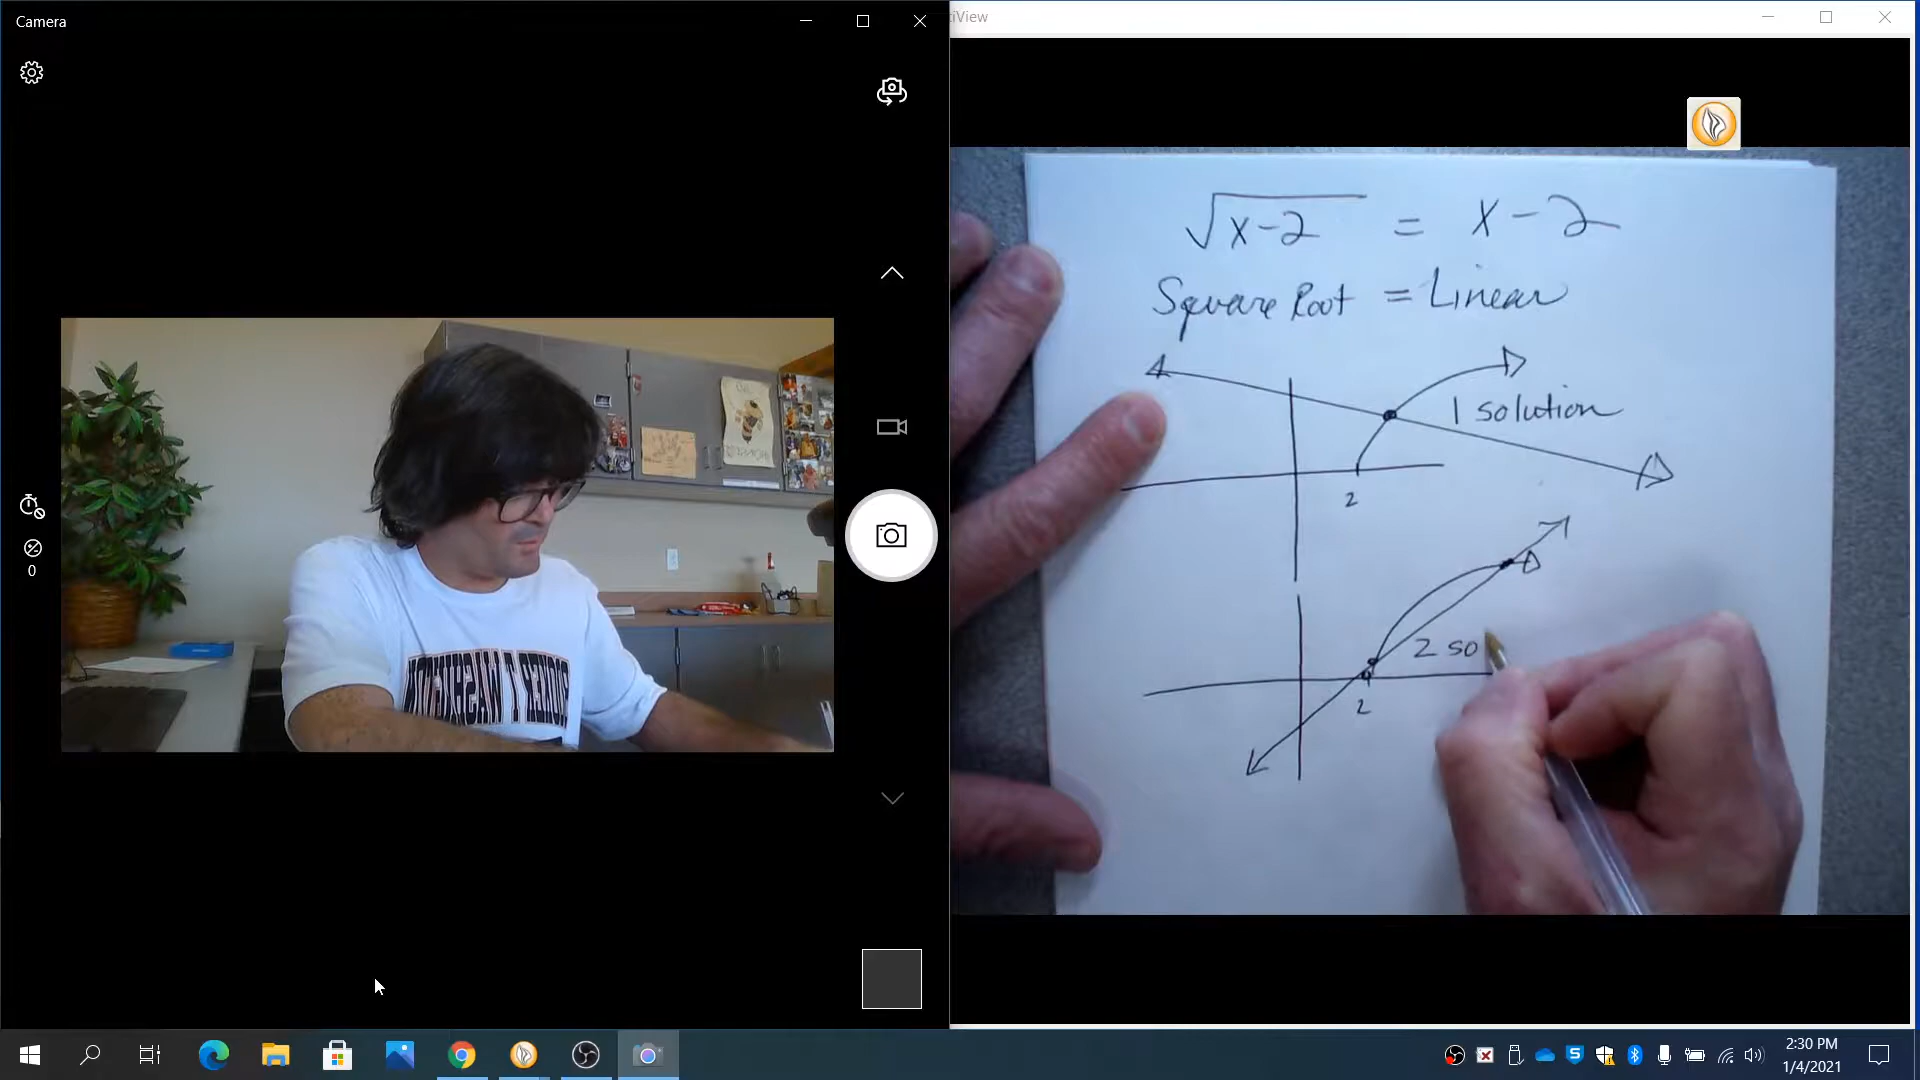 Camera
iView
0
√x-2 = x-2
Square Root = Linear
1 solution
2
2 so
2
2:30 PM
1/4/2021